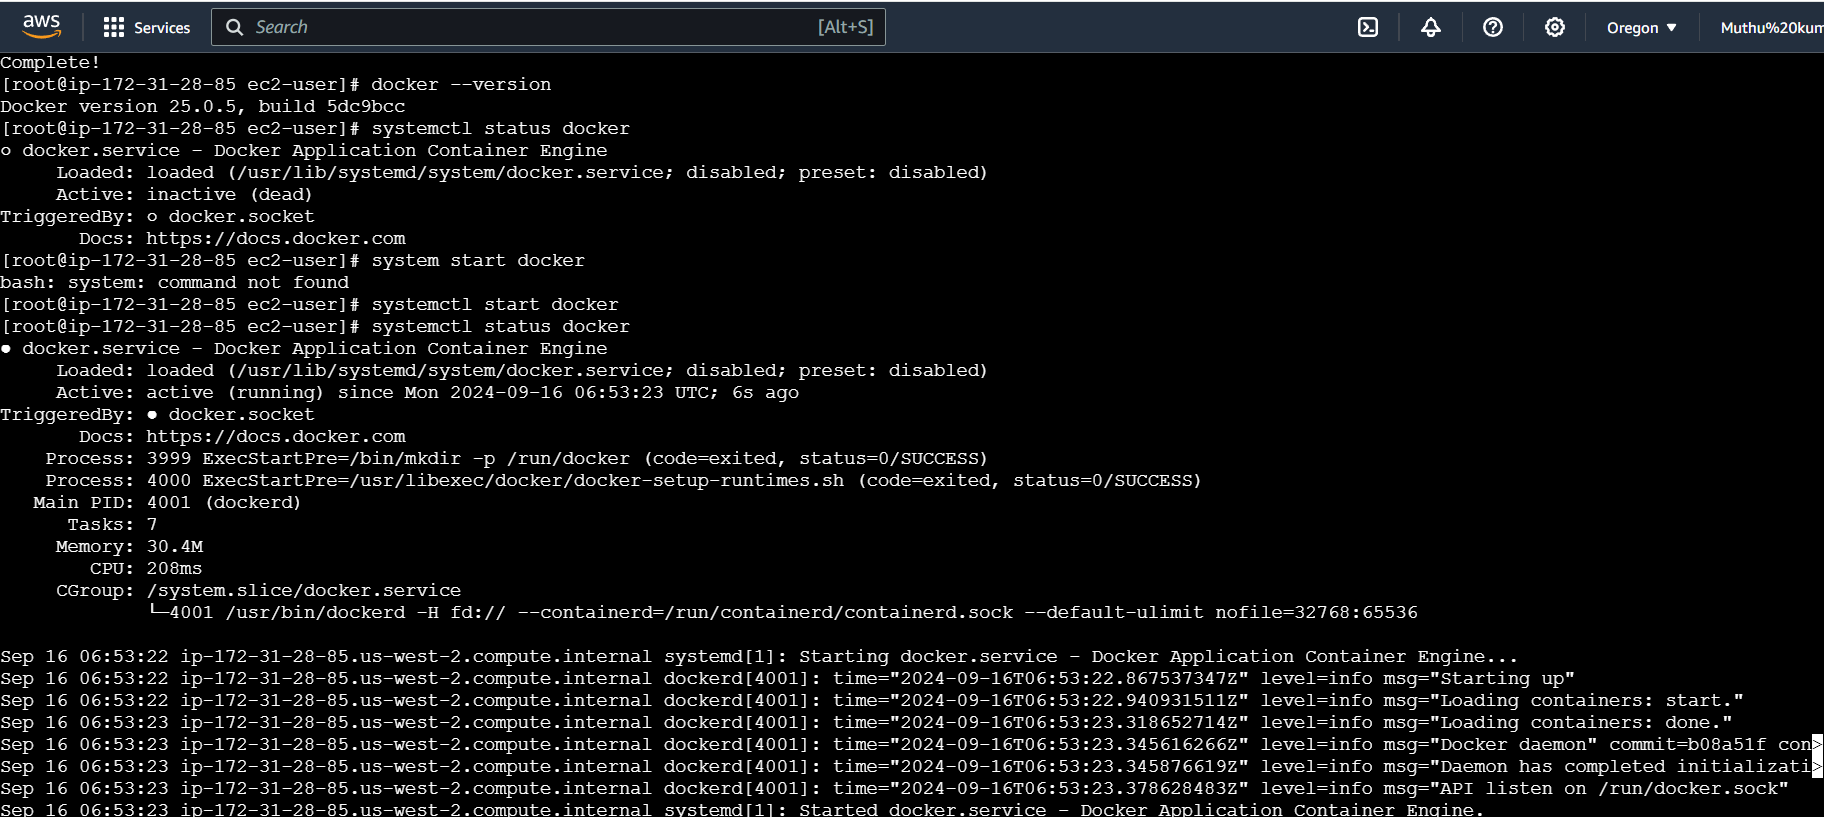 aws Services Search [Alt+S] Oregon Muthu%20kum
Complete!
[root@ip-172-31-28-85 ec2-user]# docker --version
Docker version 25.0.5, build 5dc9bcc
[root@ip-172-31-28-85 ec2-user]# systemctl status docker
○ docker.service - Docker Application Container Engine
     Loaded: loaded (/usr/lib/systemd/system/docker.service; disabled; preset: disabled)
     Active: inactive (dead)
TriggeredBy: ○ docker.socket
       Docs: https://docs.docker.com
[root@ip-172-31-28-85 ec2-user]# system start docker
bash: system: command not found
[root@ip-172-31-28-85 ec2-user]# systemctl start docker
[root@ip-172-31-28-85 ec2-user]# systemctl status docker
● docker.service - Docker Application Container Engine
     Loaded: loaded (/usr/lib/systemd/system/docker.service; disabled; preset: disabled)
     Active: active (running) since Mon 2024-09-16 06:53:23 UTC; 6s ago
TriggeredBy: ● docker.socket
       Docs: https://docs.docker.com
    Process: 3999 ExecStartPre=/bin/mkdir -p /run/docker (code=exited, status=0/SUCCESS)
    Process: 4000 ExecStartPre=/usr/libexec/docker/docker-setup-runtimes.sh (code=exited, status=0/SUCCESS)
   Main PID: 4001 (dockerd)
      Tasks: 7
     Memory: 30.4M
        CPU: 208ms
     CGroup: /system.slice/docker.service
             └─4001 /usr/bin/dockerd -H fd:// --containerd=/run/containerd/containerd.sock --default-ulimit nofile=32768:65536
Sep 16 06:53:22 ip-172-31-28-85.us-west-2.compute.internal systemd[1]: Starting docker.service - Docker Application Container Engine...
Sep 16 06:53:22 ip-172-31-28-85.us-west-2.compute.internal dockerd[4001]: time="2024-09-16T06:53:22.867537347Z" level=info msg="Starting up"
Sep 16 06:53:22 ip-172-31-28-85.us-west-2.compute.internal dockerd[4001]: time="2024-09-16T06:53:22.940931511Z" level=info msg="Loading containers: start."
Sep 16 06:53:23 ip-172-31-28-85.us-west-2.compute.internal dockerd[4001]: time="2024-09-16T06:53:23.318652714Z" level=info msg="Loading containers: done."
Sep 16 06:53:23 ip-172-31-28-85.us-west-2.compute.internal dockerd[4001]: time="2024-09-16T06:53:23.345616266Z" level=info msg="Docker daemon" commit=b08a51f con>
Sep 16 06:53:23 ip-172-31-28-85.us-west-2.compute.internal dockerd[4001]: time="2024-09-16T06:53:23.345876619Z" level=info msg="Daemon has completed initializati>
Sep 16 06:53:23 ip-172-31-28-85.us-west-2.compute.internal dockerd[4001]: time="2024-09-16T06:53:23.378628483Z" level=info msg="API listen on /run/docker.sock"
Sep 16 06:53:23 ip-172-31-28-85.us-west-2.compute.internal systemd[1]: Started docker.service - Docker Application Container Engine.